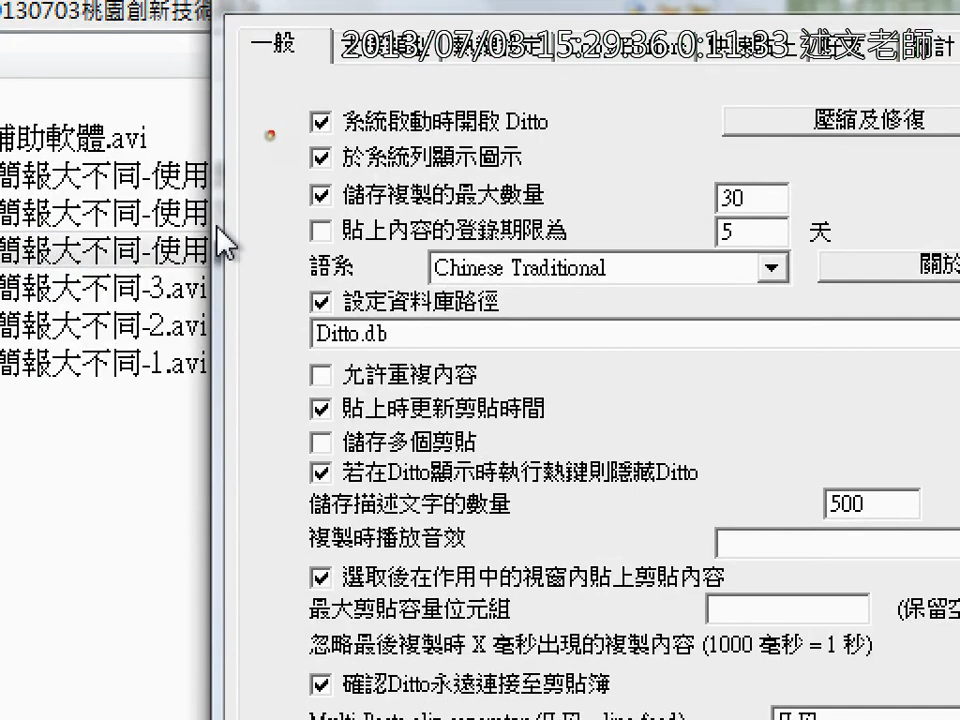 130703桃園創新技術
一般
2013/07/03 15:29:36 0:11:33 述文老師
輔助軟體.avi
簡報大不同-使用
簡報大不同-使用
簡報大不同-使用
簡報大不同-3.avi
簡報大不同-2.avi
簡報大不同-1.avi
系統啟動時開啟 Ditto
壓縮及修復
於系統列顯示圖示
儲存複製的最大數量 30
貼上內容的登錄期限為 5 天
語系 Chinese Traditional 關於
設定資料庫路徑
Ditto.db
允許重複內容
貼上時更新剪貼時間
儲存多個剪貼
若在Ditto顯示時執行熱鍵則隱藏Ditto
儲存描述文字的數量 500
複製時播放音效
選取後在作用中的視窗內貼上剪貼內容
最大剪貼容量位元組 (保留空
忽略最後複製時 X 毫秒出現的複製內容 (1000 毫秒 = 1 秒)
確認Ditto永遠連接至剪貼簿